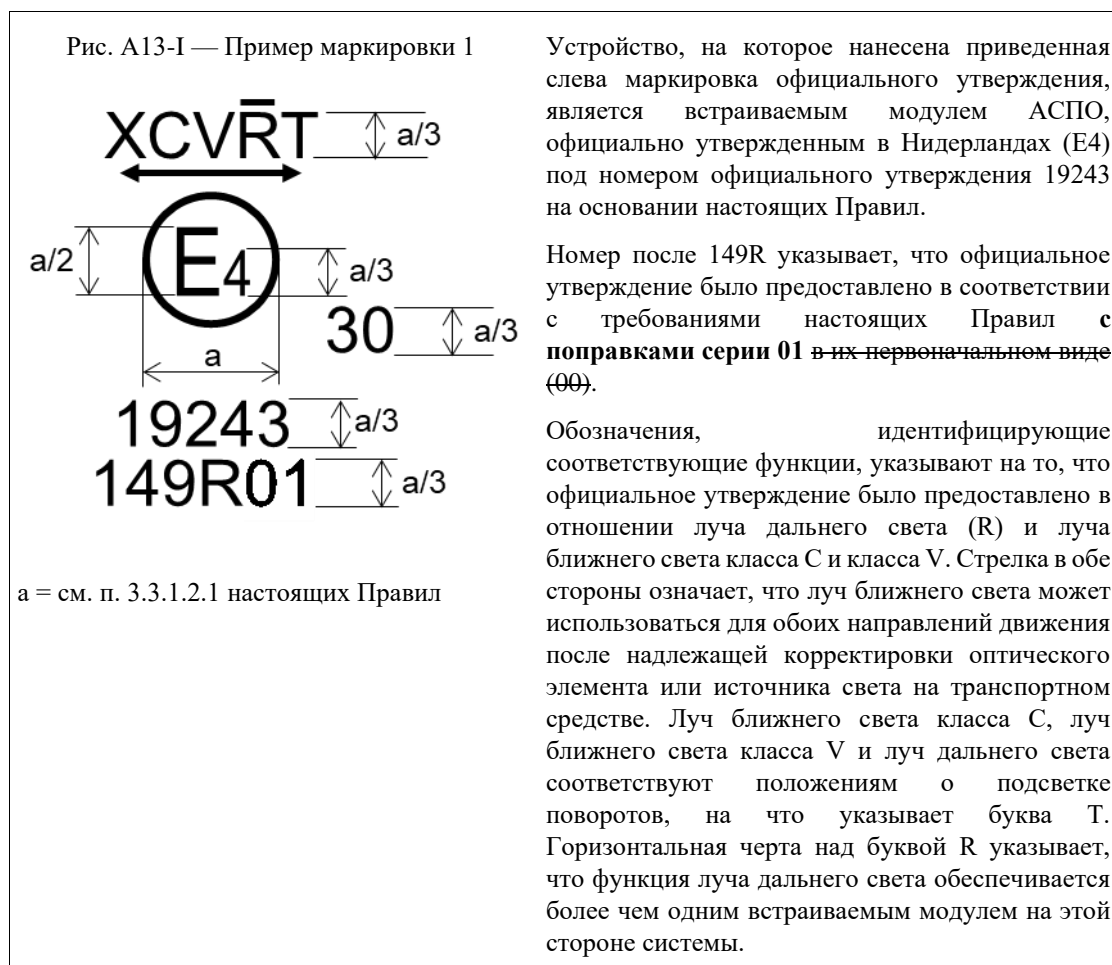 Рис. A13-I — Пример маркировки 1
XCVR̅T
a/3
a/2
E4
a/3
30
a/3
a
19243
a/3
149R01
a/3
a = см. п. 3.3.1.2.1 настоящих Правил
Устройство, на которое нанесена приведенная
слева маркировка официального утверждения,
является встраиваемым модулем АСПО,
официально утвержденным в Нидерландах (E4)
под номером официального утверждения 19243
на основании настоящих Правил.
Номер после 149R указывает, что официальное
утверждение было предоставлено в соответствии
с требованиями настоящих Правил с
поправками серии 01 в их первоначальном виде
(00).
Обозначения, идентифицирующие
соответствующие функции, указывают на то, что
официальное утверждение было предоставлено в
отношении луча дальнего света (R) и луча
ближнего света класса C и класса V. Стрелка в обе
стороны означает, что луч ближнего света может
использоваться для обоих направлений движения
после надлежащей корректировки оптического
элемента или источника света на транспортном
средстве. Луч ближнего света класса C, луч
ближнего света класса V и луч дальнего света
соответствуют положениям о подсветке
поворотов, на что указывает буква T.
Горизонтальная черта над буквой R указывает,
что функция луча дальнего света обеспечивается
более чем одним встраиваемым модулем на этой
стороне системы.